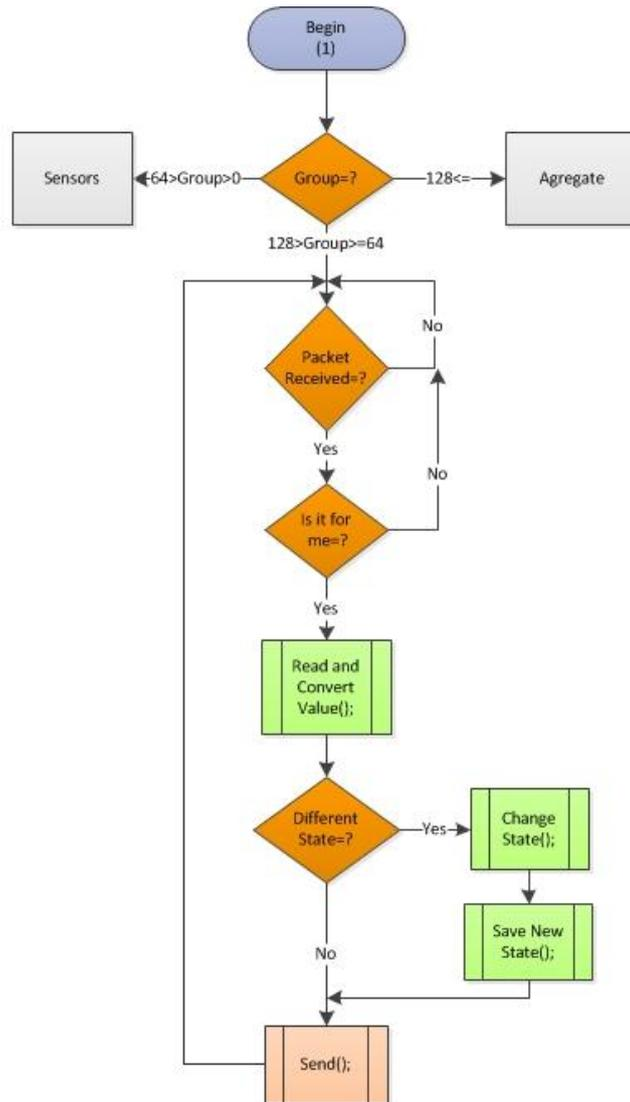 Begin
(1)
Sensors
64>Group>0
Group=?
128<=
Agregate
128>Group>=64
No
Packet
Received=?
Yes
No
Is it for
me=?
Yes
Read and
Convert
Value();
Different
State=?
Yes
Change
State();
Save New
State();
No
Send();